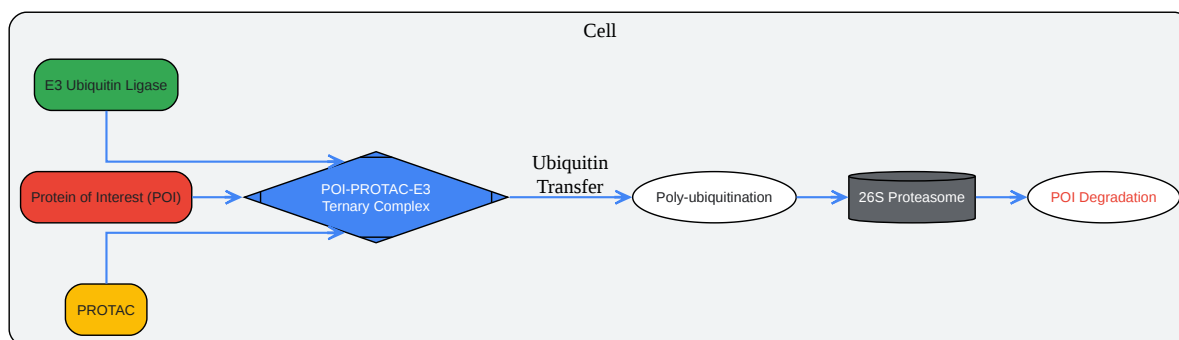 Cell
E3 Ubiquitin Ligase
Protein of Interest (POI)
PROTAC
POI-PROTAC-E3
Ternary Complex
Ubiquitin
Transfer
Poly-ubiquitination
26S Proteasome
POI Degradation